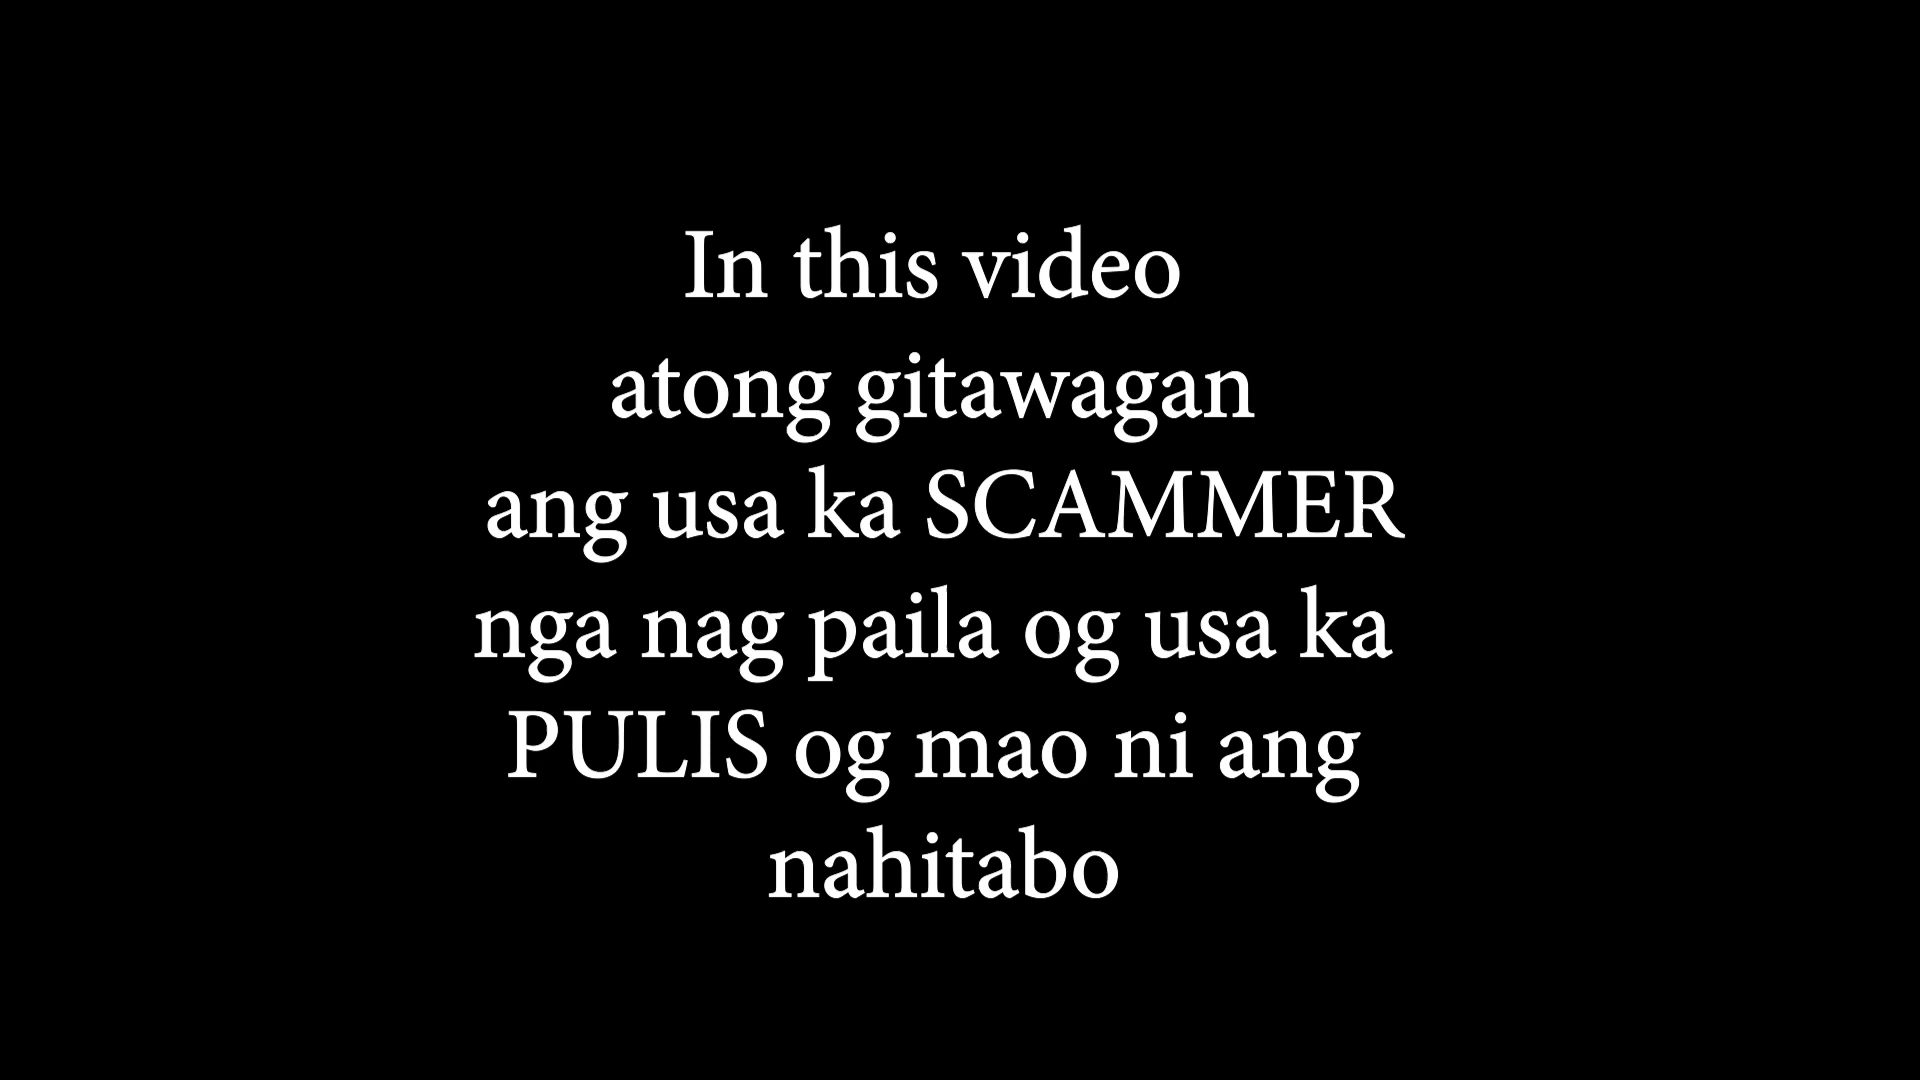 In this video
atong gitawagan
ang usa ka SCAMMER
nga nag paila og usa ka
PULIS og mao ni ang
nahitabo